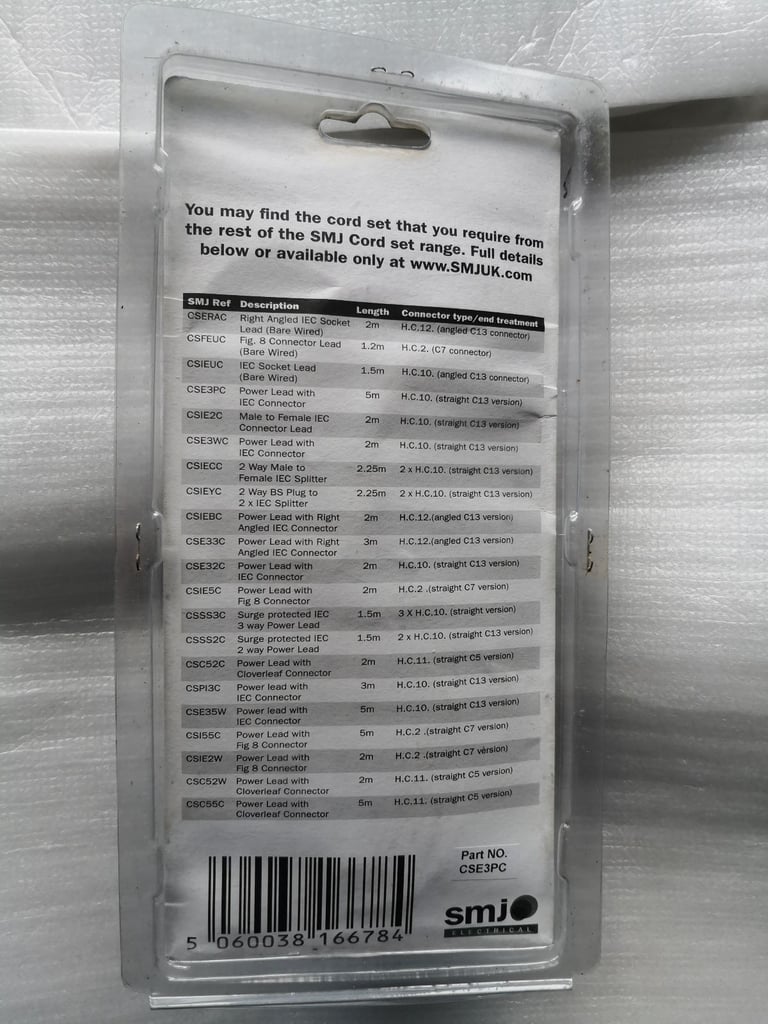 You may find the cord set that you require from
the rest of the SMJ Cord set range. Full details
below or available only at www.SMJUK.com
SMJ Ref Description Length Connector type/end treatment
CSERAC Right Angled IEC Socket 2m H.C.12. (angled C13 connector)
Lead (Bare Wired)
CSFEUC Fig. 8 Connector Lead 1.2m H.C.2. (C7 connector)
(Bare Wired)
CSIEUC IEC Socket Lead 1.5m H.C.10. (angled C13 connector)
(Bare Wired)
CSE3PC Power Lead with 5m H.C.10. (straight C13 version)
IEC Connector
CSIE2C Male to Female IEC 2m H.C.10. (straight C13 version)
Connector Lead
CSE3WC Power Lead with 2m H.C.10. (straight C13 version)
IEC Connector
CSIECC 2 Way Male to 2.25m 2 x H.C.10. (straight C13 version)
Female IEC Splitter
CSIEYC 2 Way BS Plug to 2.25m 2 x H.C.10. (straight C13 version)
2 x IEC Splitter
CSIEBC Power Lead with Right 2m H.C.12.(angled C13 version)
Angled IEC Connector
CSE33C Power Lead with Right 3m H.C.12.(angled C13 version)
Angled IEC Connector
CSE32C Power Lead with 2m H.C.10. (straight C13 version)
IEC Connector
CSIE5C Power Lead with 2m H.C.2 .(straight C7 version)
Fig 8 Connector
CSSS3C Surge protected IEC 1.5m 3 X H.C.10. (straight version)
3 way Power Lead
CSSS2C Surge protected IEC 1.5m 2 x H.C.10. (straight C13 version)
2 way Power Lead
CSC52C Power Lead with 2m H.C.11. (straight C5 version)
Cloverleaf Connector
CSPI3C Power lead with 3m H.C.10. (straight C13 version)
IEC Connector
CSE35W Power lead with 5m H.C.10. (straight C13 version)
IEC Connector
CSI55C Power Lead with 5m H.C.2 .(straight C7 version)
Fig 8 Connector
CSIE2W Power Lead with 2m H.C.2 .(straight C7 version)
Fig 8 Connector
CSC52W Power Lead with 2m H.C.11. (straight C5 version)
Cloverleaf Connector
CSC55C Power Lead with 5m H.C.11. (straight C5 version)
Cloverleaf Connector
Part NO.
CSE3PC
smj
ELECTRICAL
5 060038 166784